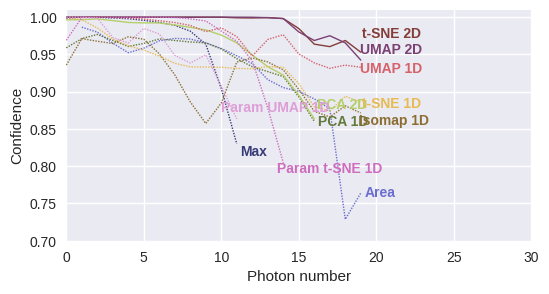 1.00
0.95
0.90
0.85
0.80
0.75
0.70
Confidence
t-SNE 2D
UMAP 2D
UMAP 1D
Param UMAP 1D
PCA 2D
t-SNE 1D
PCA 1D
Isomap 1D
Max
Param t-SNE 1D
Area
0 5 10 15 20 25 30
Photon number